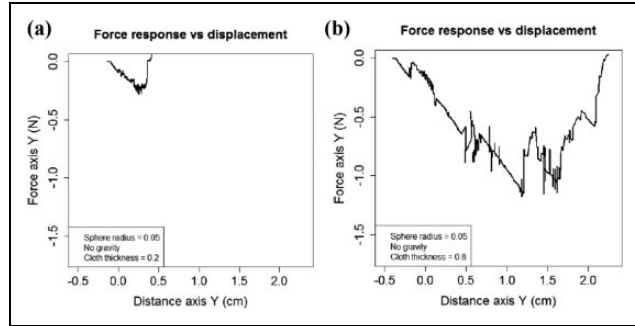 (a)
Force response vs displacement
Force axis Y (N)
0.0
-0.5
-1.0
-1.5
Sphere radius = 0.05
No gravity
Cloth thickness = 0.2
-0.5 0.0 0.5 1.0 1.5 2.0
Distance axis Y (cm)
(b)
Force response vs displacement
Force axis Y (N)
0.0
-0.5
-1.0
-1.5
Sphere radius = 0.05
No gravity
Cloth thickness = 0.8
-0.5 0.0 0.5 1.0 1.5 2.0
Distance axis Y (cm)